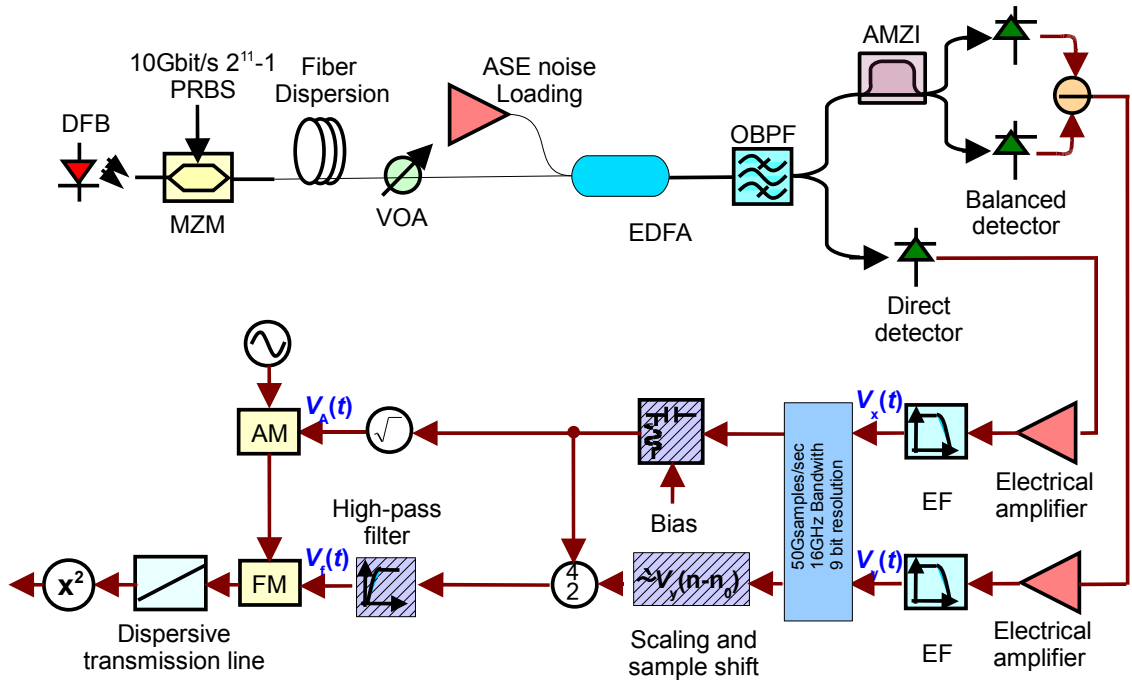 10Gbit/s 2¹¹-1
PRBS
Fiber
Dispersion
ASE noise
Loading
AMZI
DFB
OBPF
MZM
VOA
EDFA
Balanced
detector
Direct
detector
AM
V_A(t)
√
V_x(t)
50Gsamples/sec
16GHz Bandwith
9 bit resolution
EF
Electrical
amplifier
Bias
High-pass
filter
x²
FM
V_f(t)
4
2
~V_y(n-n₀)
V_y(t)
Dispersive
transmission line
Scaling and
sample shift
EF
Electrical
amplifier